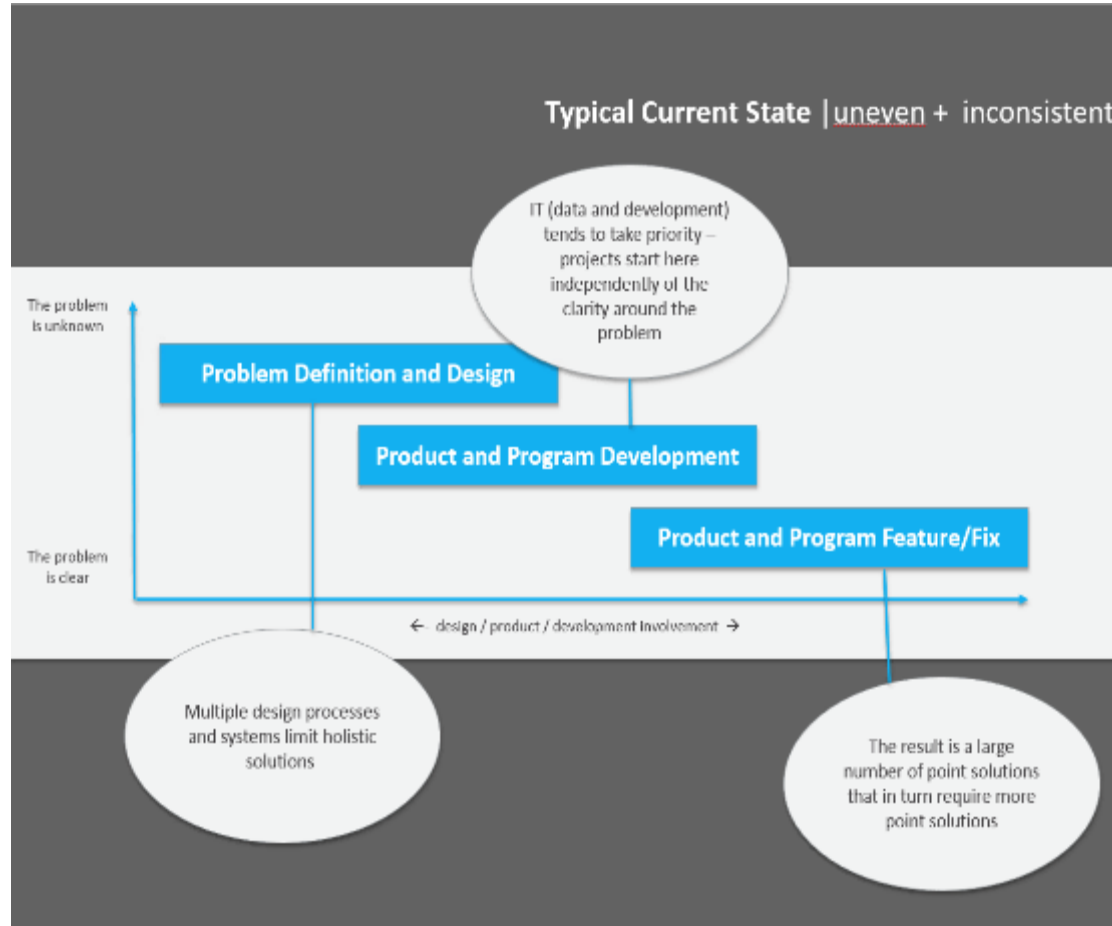 Typical Current State |uneven + inconsistent
IT (data and development)
tends to take priority –
projects start here
independently of the
clarity around the
problem
The problem
is unknown
Problem Definition and Design
Product and Program Development
Product and Program Feature/Fix
The problem
is clear
← design / product / development involvement →
Multiple design processes
and systems limit holistic
solutions
The result is a large
number of point solutions
that in turn require more
point solutions